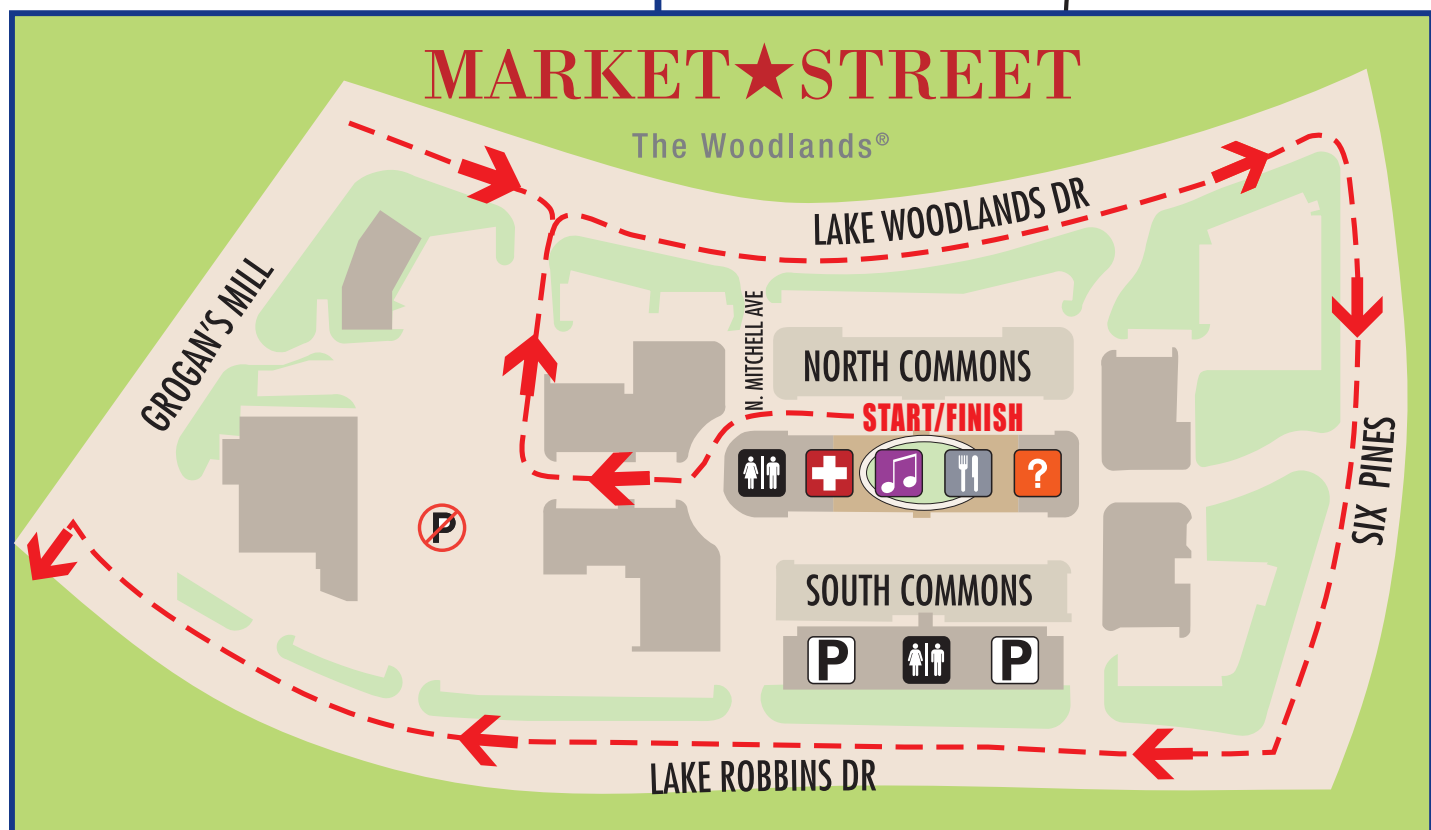 MARKET★STREET
The Woodlands®
LAKE WOODLANDS DR
GROGAN'S MILL
N. MITCHELL AVE
NORTH COMMONS
START/FINISH
?
SIX PINES
P
SOUTH COMMONS
P
P
LAKE ROBBINS DR